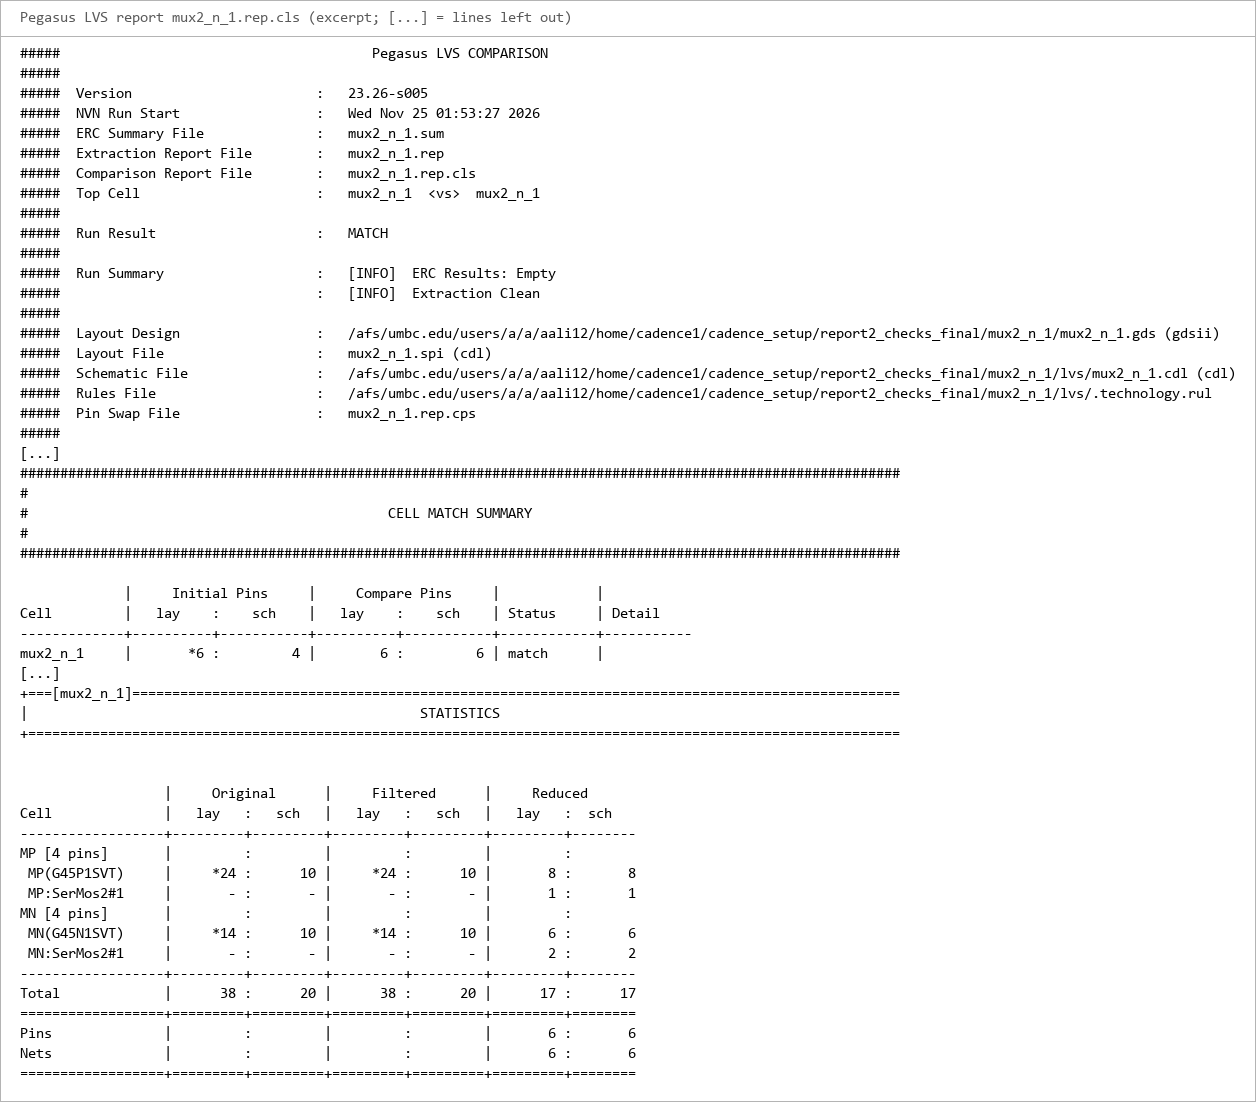 Pegasus LVS report mux2_n_1.rep.cls (excerpt; [...] = lines left out)
#####                                       Pegasus LVS COMPARISON
#####
#####  Version                       :   23.26-s005
#####  NVN Run Start                 :   Wed Nov 25 01:53:27 2026
#####  ERC Summary File              :   mux2_n_1.sum
#####  Extraction Report File        :   mux2_n_1.rep
#####  Comparison Report File        :   mux2_n_1.rep.cls
#####  Top Cell                      :   mux2_n_1  <vs>  mux2_n_1
#####
#####  Run Result                    :   MATCH
#####
#####  Run Summary                   :   [INFO]  ERC Results: Empty
#####                                :   [INFO]  Extraction Clean
#####
#####  Layout Design                 :   /afs/umbc.edu/users/a/a/aali12/home/cadence1/cadence_setup/report2_checks_final/mux2_n_1/mux2_n_1.gds (gdsii)
#####  Layout File                   :   mux2_n_1.spi (cdl)
#####  Schematic File                :   /afs/umbc.edu/users/a/a/aali12/home/cadence1/cadence_setup/report2_checks_final/mux2_n_1/lvs/mux2_n_1.cdl (cdl)
#####  Rules File                    :   /afs/umbc.edu/users/a/a/aali12/home/cadence1/cadence_setup/report2_checks_final/mux2_n_1/lvs/.technology.rul
#####  Pin Swap File                 :   mux2_n_1.rep.cps
#####
[...]
##############################################################################################################
#
#                                             CELL MATCH SUMMARY
#
##############################################################################################################
             |     Initial Pins     |     Compare Pins     |            |
Cell         |   lay    :    sch    |   lay    :    sch    | Status     | Detail
-------------+----------+-----------+----------+-----------+------------+-----------
mux2_n_1     |       *6 :         4 |        6 :         6 | match      |
[...]
+===[mux2_n_1]================================================================================================
|                                                 STATISTICS
+=============================================================================================================
                  |     Original      |     Filtered      |     Reduced
Cell              |   lay   :   sch   |   lay   :   sch   |   lay   :  sch
------------------+---------+---------+---------+---------+---------+--------
MP [4 pins]       |         :         |         :         |         :
 MP(G45P1SVT)     |     *24 :      10 |     *24 :      10 |       8 :       8
 MP:SerMos2#1     |       - :       - |       - :       - |       1 :       1
MN [4 pins]       |         :         |         :         |         :
 MN(G45N1SVT)     |     *14 :      10 |     *14 :      10 |       6 :       6
 MN:SerMos2#1     |       - :       - |       - :       - |       2 :       2
------------------+---------+---------+---------+---------+---------+--------
Total             |      38 :      20 |      38 :      20 |      17 :      17
==================+=========+=========+=========+=========+=========+========
Pins              |         :         |         :         |       6 :       6
Nets              |         :         |         :         |       6 :       6
==================+=========+=========+=========+=========+=========+========